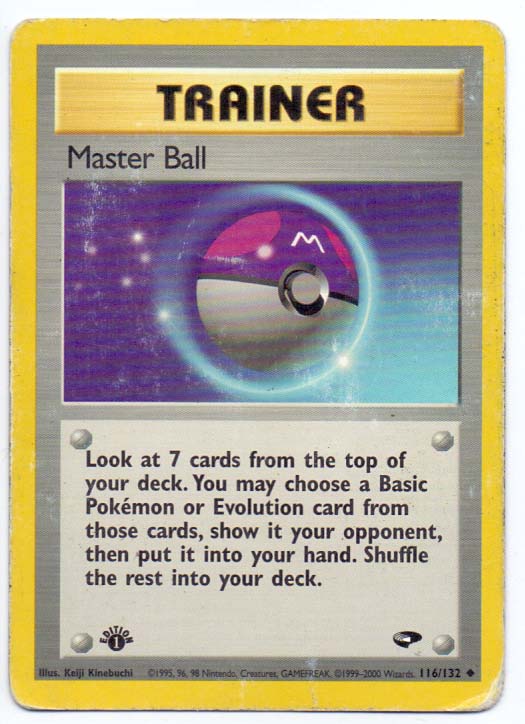 TRAINER
Master Ball
M
Look at 7 cards from the top of
your deck. You may choose a Basic
Pokémon or Evolution card from
those cards, show it your opponent,
then put it into your hand. Shuffle
the rest into your deck.
EDITION
1
Illus. Keiji Kinebuchi ©1995, 96, 98 Nintendo, Creatures, GAMEFREAK. ©1999-2000 Wizards. 116/132 ◆